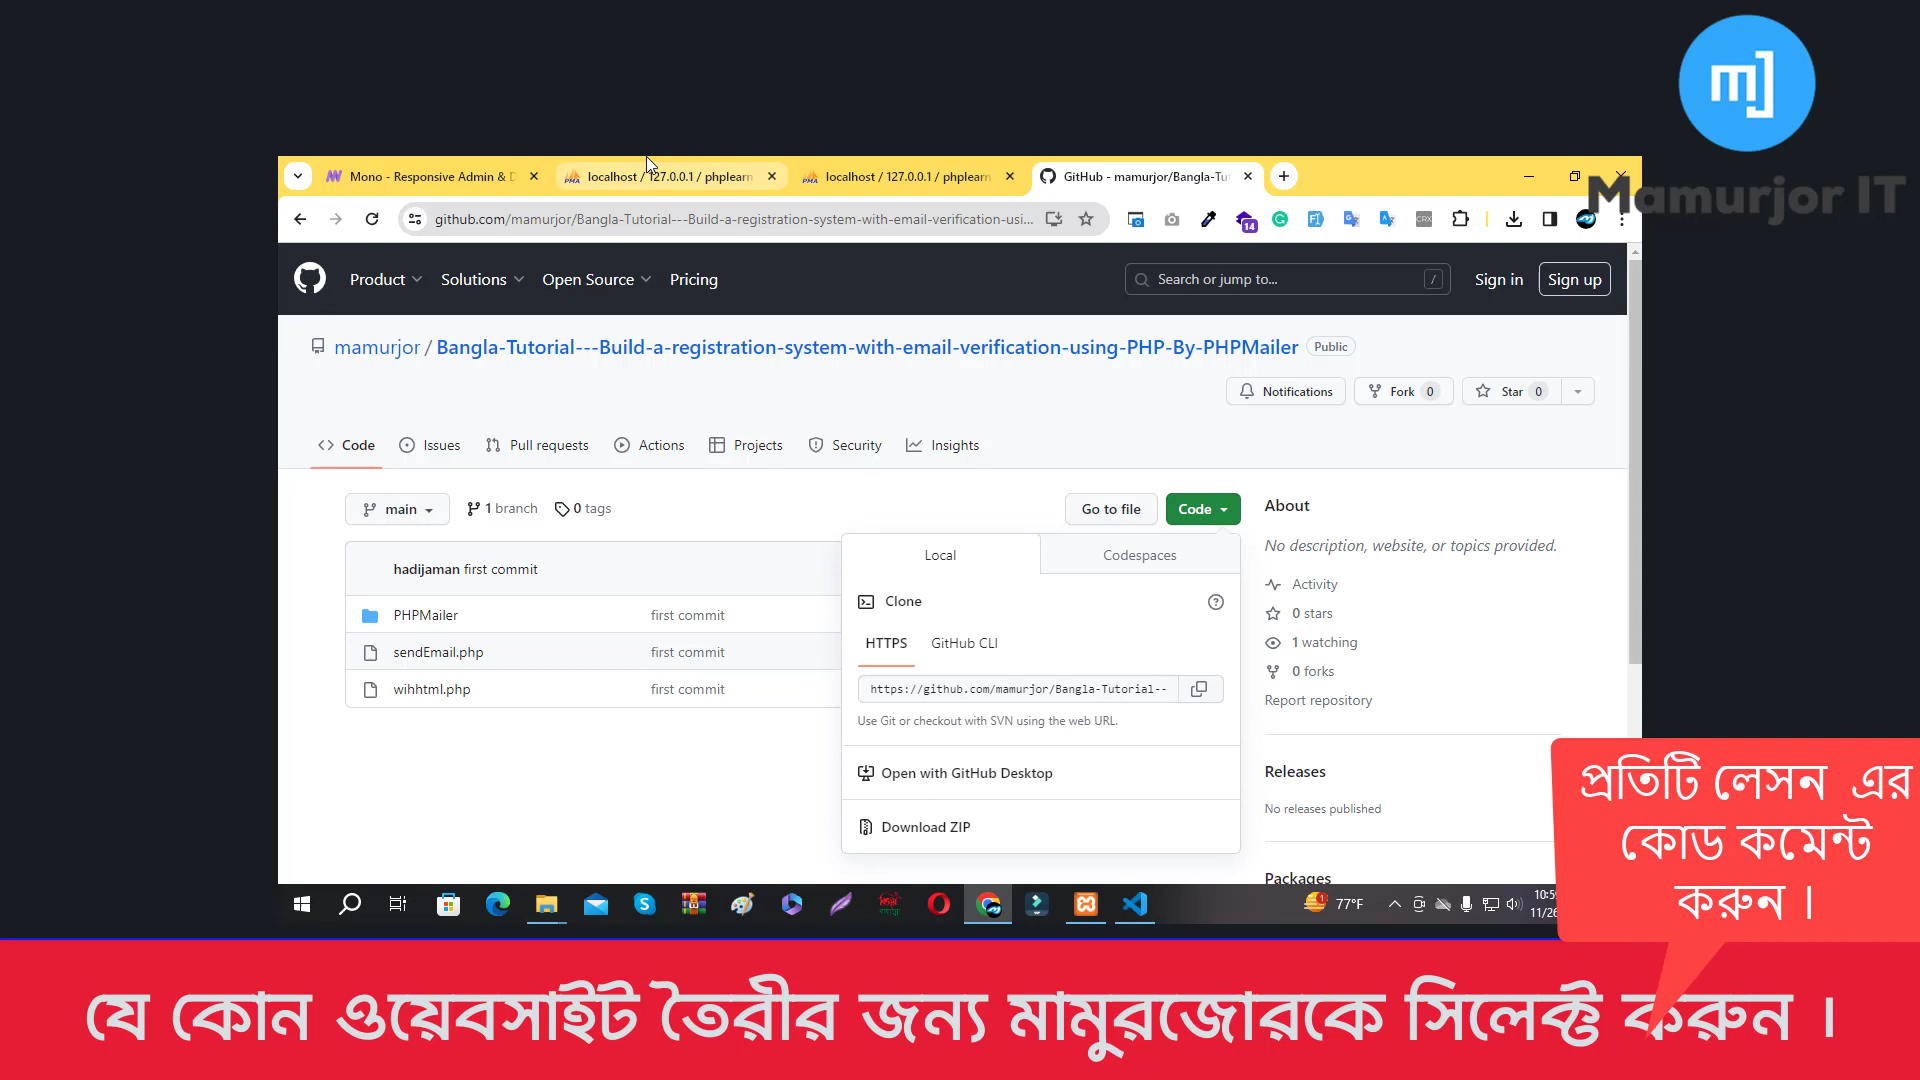 mj
Mamurjor IT
Mono - Responsive Admin & D
localhost / 127.0.0.1 / phplearn
localhost / 127.0.0.1 / phplearn
GitHub - mamurjor/Bangla-Tut
github.com/mamurjor/Bangla-Tutorial---Build-a-registration-system-with-email-verification-usi...
14
CRX
Product
Solutions
Open Source
Pricing
Search or jump to...
/
Sign in
Sign up
mamurjor / Bangla-Tutorial---Build-a-registration-system-with-email-verification-using-PHP-By-PHPMailer
Public
Notifications
Fork 0
Star 0
Code
Issues
Pull requests
Actions
Projects
Security
Insights
main
1 branch
0 tags
Go to file
Code
hadijaman first commit
PHPMailer first commit
sendEmail.php first commit
wihhtml.php first commit
Local
Codespaces
Clone
HTTPS
GitHub CLI
https://github.com/mamurjor/Bangla-Tutorial--
Use Git or checkout with SVN using the web URL.
Open with GitHub Desktop
Download ZIP
About
No description, website, or topics provided.
Activity
0 stars
1 watching
0 forks
Report repository
Releases
No releases published
Packages
77°F
11/26
প্রতিটি লেসন এর
কোড কমেন্ট
করুন ।
যে কোন ওয়েবসাইট তৈরীর জন্য মামুরজোরকে সিলেক্ট করুন ।